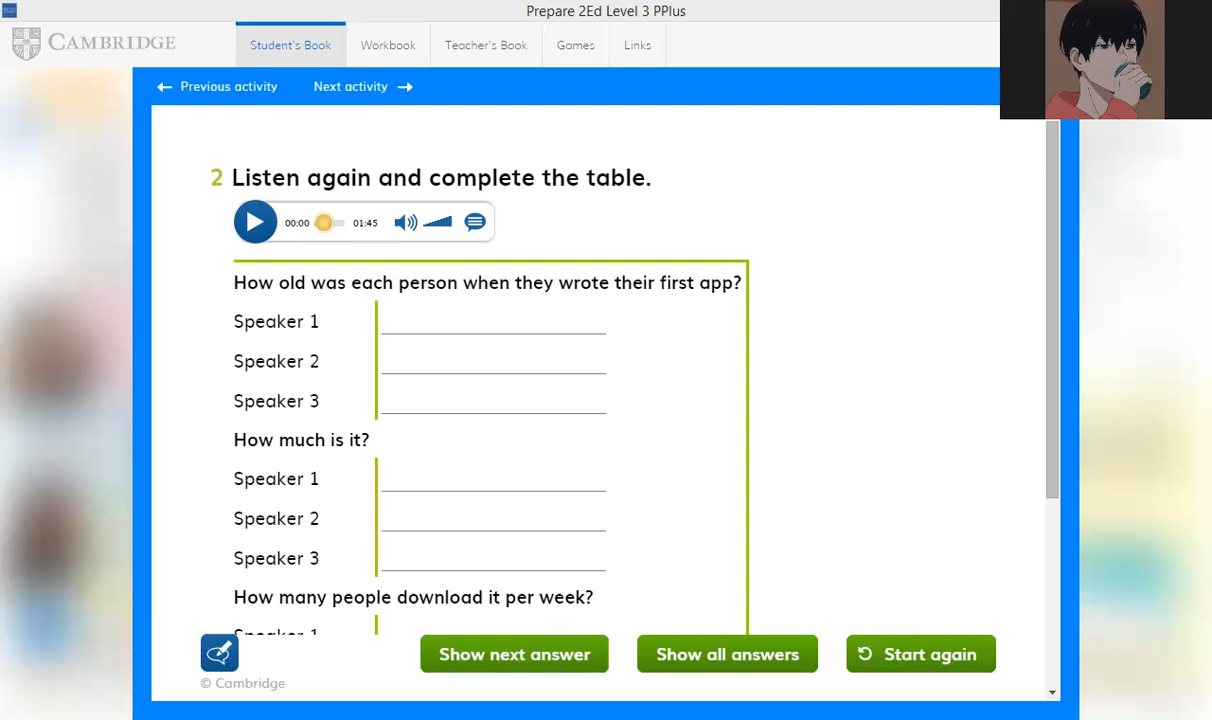 Prepare 2Ed Level 3 PPlus
CAMBRIDGE
Student's Book
Workbook
Teacher's Book
Games
Links
Previous activity
Next activity
2 Listen again and complete the table.
00:00 01:45
How old was each person when they wrote their first app?
Speaker 1
Speaker 2
Speaker 3
How much is it?
Speaker 1
Speaker 2
Speaker 3
How many people download it per week?
Speaker 1
Show next answer
Show all answers
Start again
© Cambridge